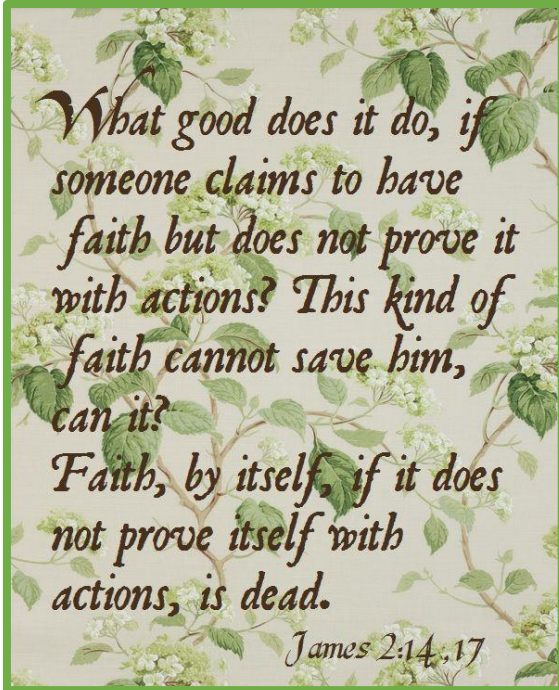 What good does it do, if
someone claims to have
faith but does not prove it
with actions? This kind of
faith cannot save him,
can it?
Faith, by itself, if it does
not prove itself with
actions, is dead.
James 2:14,,17